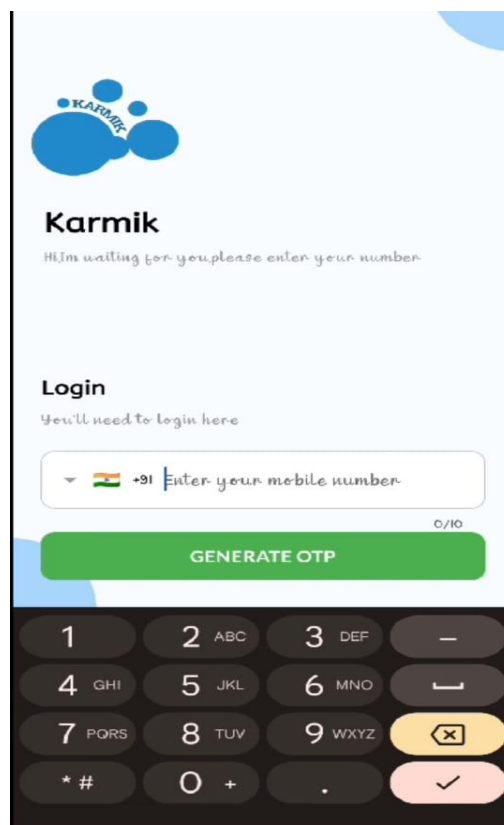 KARMIK
Karmik
Hi,Im waiting for you,please enter your number
Login
You'll need to login here
+91 Enter your mobile number
0/10
GENERATE OTP
1 2 ABC 3 DEF –
4 GHI 5 JKL 6 MNO
7 PQRS 8 TUV 9 WXYZ
* # 0 + .